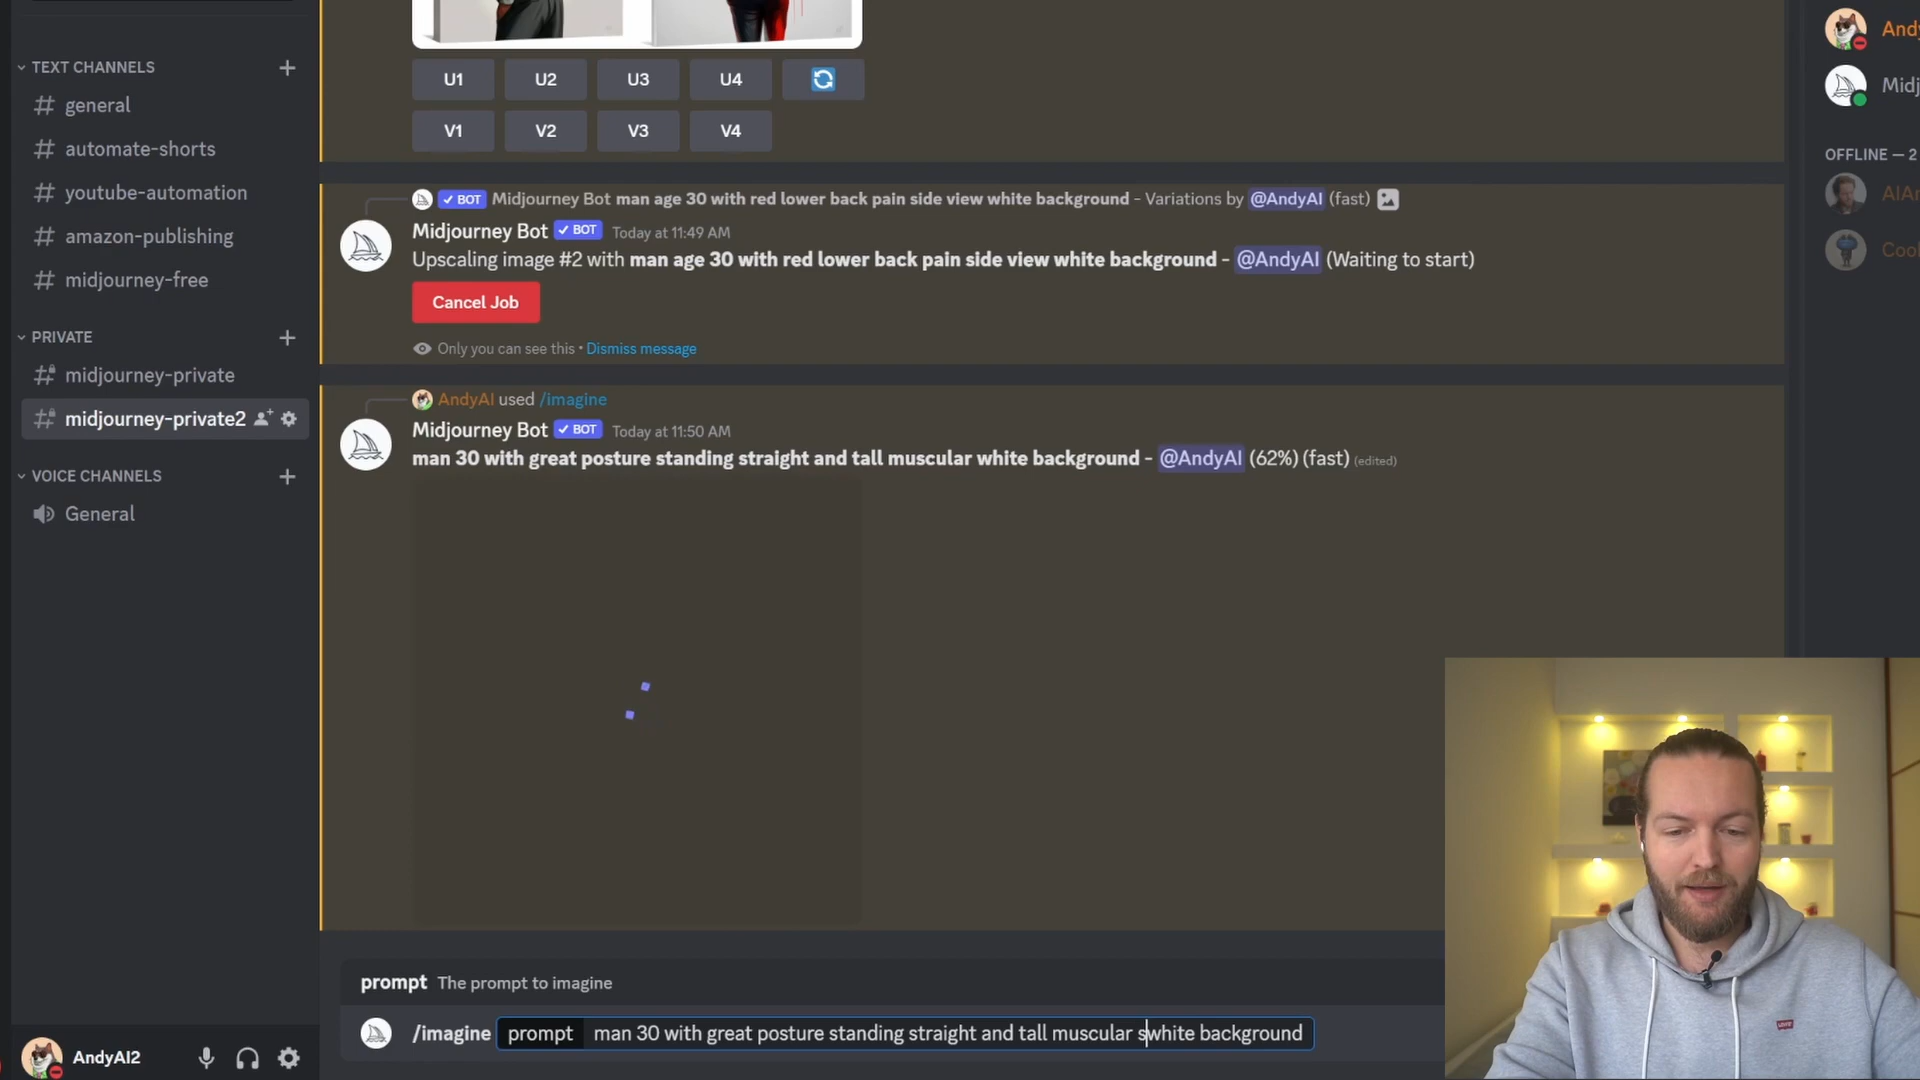 TEXT CHANNELS
general
automate-shorts
youtube-automation
amazon-publishing
midjourney-free
PRIVATE
midjourney-private
midjourney-private2
VOICE CHANNELS
General
AndyAI2
U1 U2 U3 U4
V1 V2 V3 V4
BOT Midjourney Bot man age 30 with red lower back pain side view white background - Variations by @AndyAI (fast)
Midjourney Bot BOT Today at 11:49 AM
Upscaling image #2 with man age 30 with red lower back pain side view white background - @AndyAI (Waiting to start)
Cancel Job
Only you can see this • Dismiss message
AndyAI used /imagine
Midjourney Bot BOT Today at 11:50 AM
man 30 with great posture standing straight and tall muscular white background - @AndyAI (62%) (fast) (edited)
prompt The prompt to imagine
/imagine prompt man 30 with great posture standing straight and tall muscular swhite background
Andy
Midj
OFFLINE — 2
AIAr
Cool